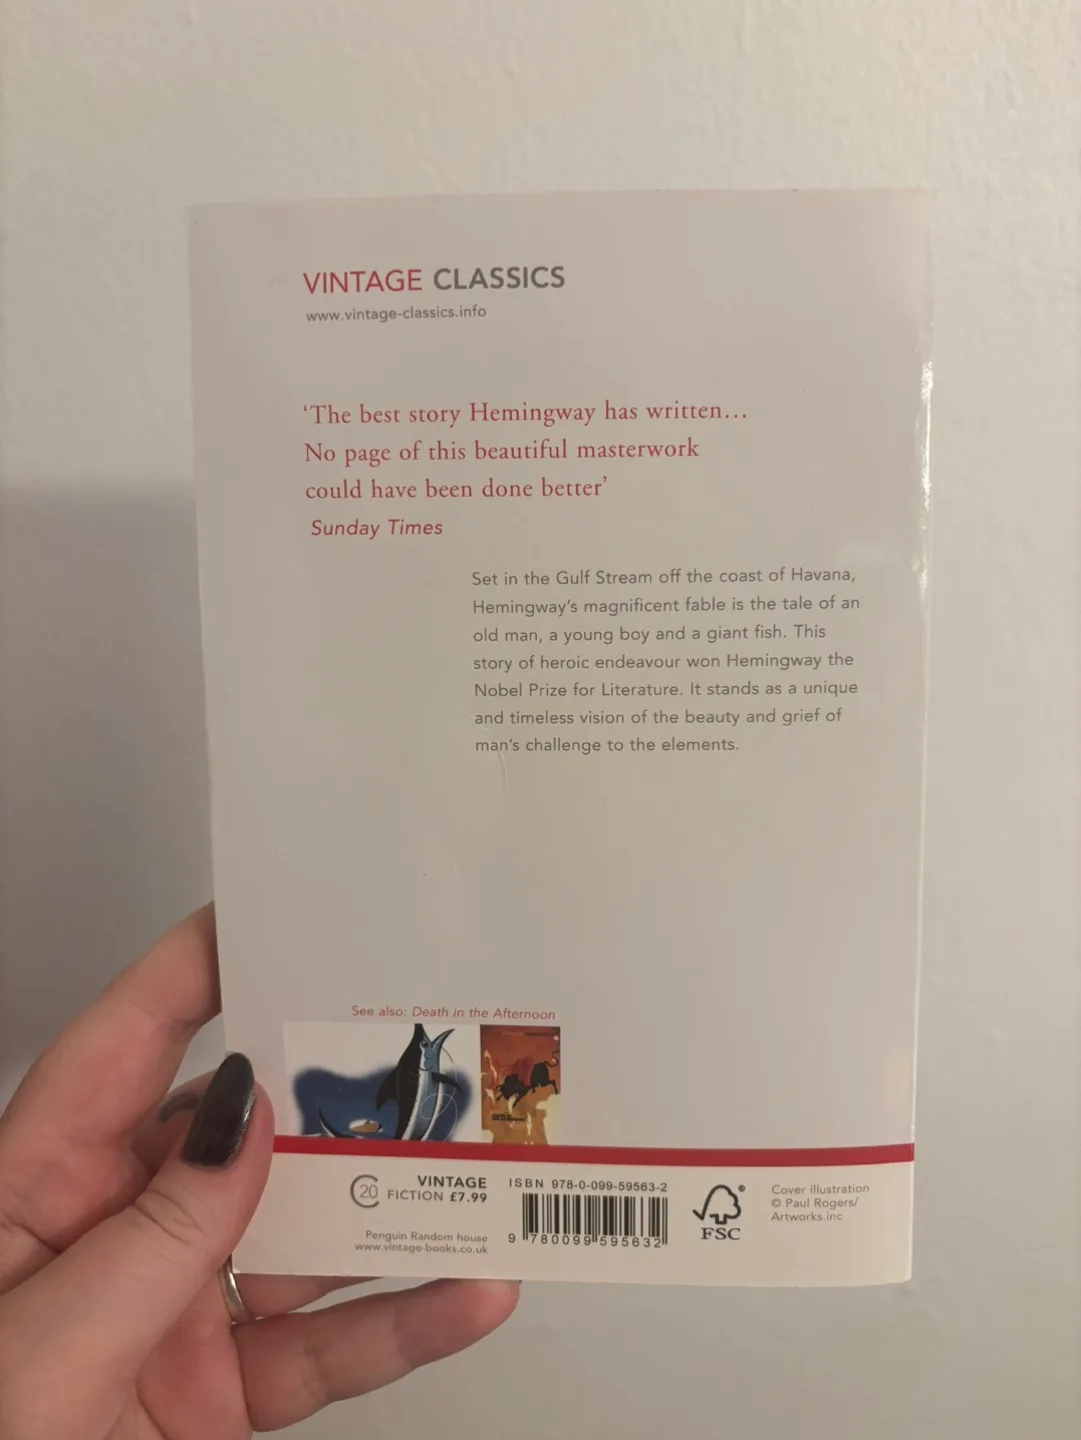 VINTAGE CLASSICS
www.vintage-classics.info
‘The best story Hemingway has written...
No page of this beautiful masterwork
could have been done better’
Sunday Times
Set in the Gulf Stream off the coast of Havana,
Hemingway’s magnificent fable is the tale of an
old man, a young boy and a giant fish. This
story of heroic endeavour won Hemingway the
Nobel Prize for Literature. It stands as a unique
and timeless vision of the beauty and grief of
man’s challenge to the elements.
See also: Death in the Afternoon
C20
VINTAGE
FICTION £7.99
Penguin Random house
www.vintage-books.co.uk
ISBN 978-0-099-59563-2
9 780099 595632
FSC
®
Cover illustration
© Paul Rogers/
Artworks.inc